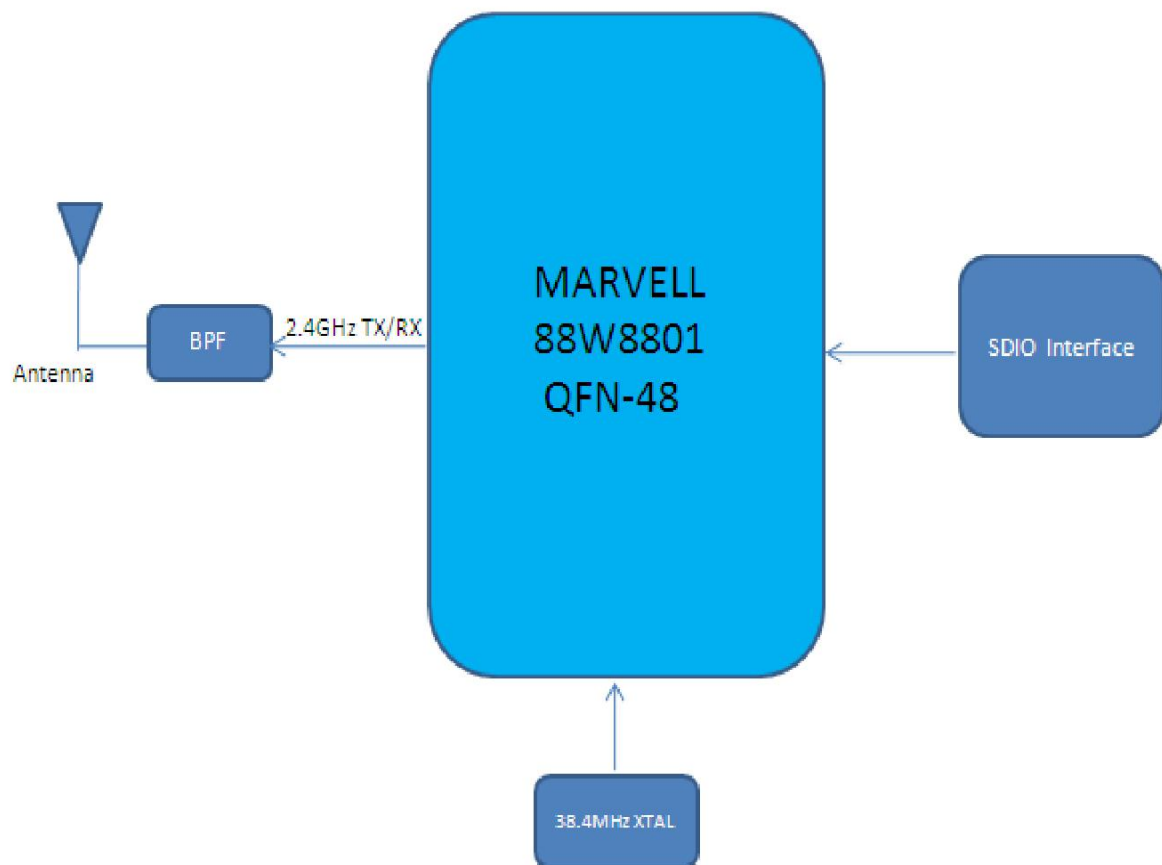 MARVELL
88W8801
QFN-48
2.4GHz TX/RX
BPF
SDIO Interface
Antenna
38.4MHz XTAL